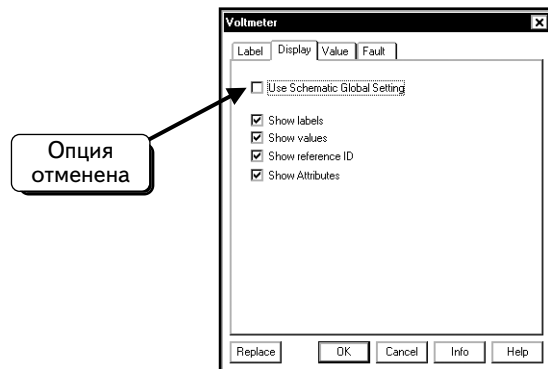 Voltmeter
Label Display Value Fault
Use Schematic Global Setting
Show labels
Show values
Show reference ID
Show Attributes
Опция
отменена
Replace OK Cancel Info Help